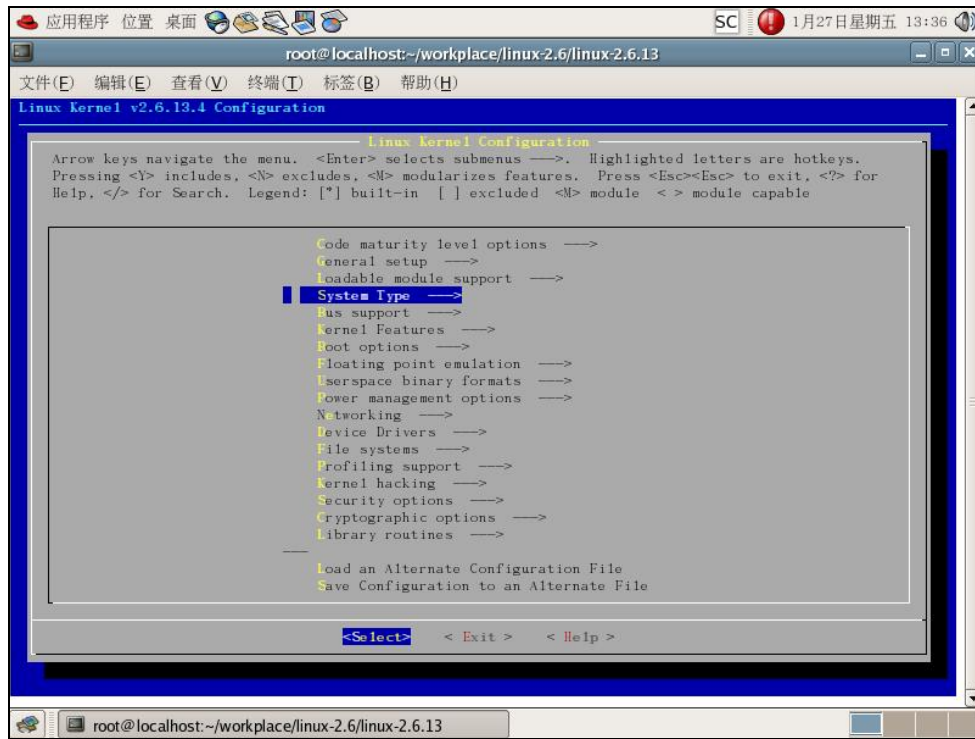 应用程序 位置 桌面 SC 1月27日星期五 13:36
root@localhost:~/workplace/linux-2.6/linux-2.6.13
文件(F) 编辑(E) 查看(V) 终端(T) 标签(B) 帮助(H)
Linux Kernel v2.6.13.4 Configuration
Linux Kernel Configuration
Arrow keys navigate the menu. <Enter> selects submenus --->. Highlighted letters are hotkeys.
Pressing <Y> includes, <N> excludes, <M> modularizes features. Press <Esc><Esc> to exit, <?> for
Help, </> for Search. Legend: [*] built-in [ ] excluded <M> module < > module capable
Code maturity level options --->
General setup --->
Loadable module support --->
System Type --->
Bus support --->
Kernel Features --->
Boot options --->
Floating point emulation --->
Userspace binary formats --->
Power management options --->
Networking --->
Device Drivers --->
File systems --->
Profiling support --->
Kernel hacking --->
Security options --->
Cryptographic options --->
Library routines --->
---
Load an Alternate Configuration File
Save Configuration to an Alternate File
<Select> < Exit > < Help >
root@localhost:~/workplace/linux-2.6/linux-2.6.13